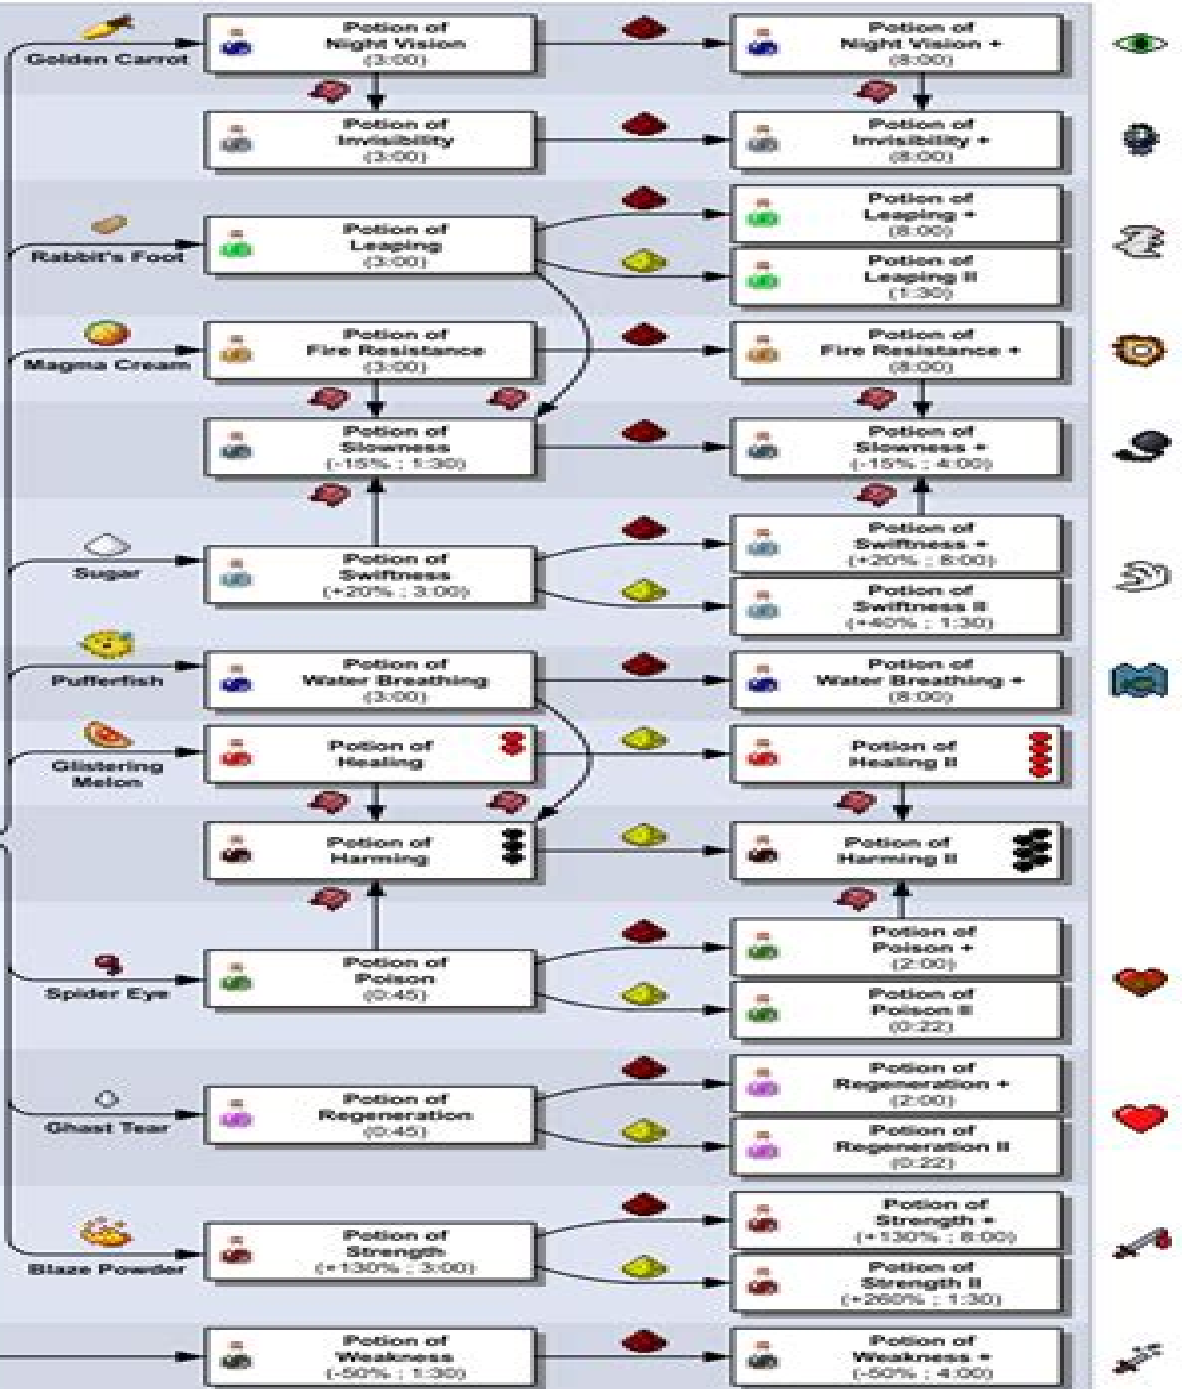 Golden Carrot
Potion of
Night Vision
(3:00)
Potion of
Night Vision +
(8:00)
Potion of
Invisibility
(3:00)
Potion of
Invisibility +
(8:00)
Rabbit's Foot
Potion of
Leaping
(3:00)
Potion of
Leaping +
(8:00)
Potion of
Leaping II
(1:30)
Magma Cream
Potion of
Fire Resistance
(3:00)
Potion of
Fire Resistance +
(8:00)
Potion of
Slowness
(-15% ; 1:30)
Potion of
Slowness +
(-15% ; 4:00)
Sugar
Potion of
Swiftness
(+20% ; 3:00)
Potion of
Swiftness +
(+20% ; 8:00)
Potion of
Swiftness II
(+40% ; 1:30)
Pufferfish
Potion of
Water Breathing
(3:00)
Potion of
Water Breathing +
(8:00)
Glistering
Melon
Potion of
Healing
Potion of
Healing II
Potion of
Harming
Potion of
Harming II
Spider Eye
Potion of
Poison
(0:45)
Potion of
Poison +
(2:00)
Potion of
Poison II
(0:22)
Ghast Tear
Potion of
Regeneration
(0:45)
Potion of
Regeneration +
(2:00)
Potion of
Regeneration II
(0:22)
Blaze Powder
Potion of
Strength
(+130% ; 3:00)
Potion of
Strength +
(+130% ; 8:00)
Potion of
Strength II
(+260% ; 1:30)
Potion of
Weakness
(-50% ; 1:30)
Potion of
Weakness +
(-50% ; 4:00)